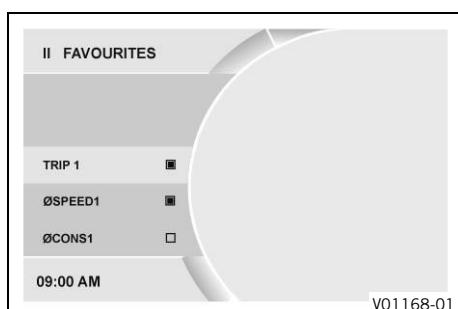 II FAVOURITES
TRIP 1
ØSPEED1
ØCONS1
09:00 AM
V01168-01